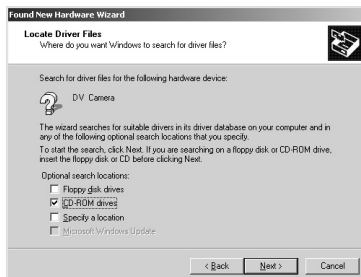 Found New Hardware Wizard
Locate Driver Files
Where do you want Windows to search for driver files?
Search for driver files for the following hardware device:
DV Camera
The wizard searches for suitable drivers in its driver database on your computer and in
any of the following optional search locations that you specify.
To start the search, click Next. If you are searching on a floppy disk or CD-ROM drive,
insert the floppy disk or CD before clicking Next.
Optional search locations:
Floppy disk drives
CD-ROM drives
Specify a location
Microsoft Windows Update
< Back
Next >
Cancel